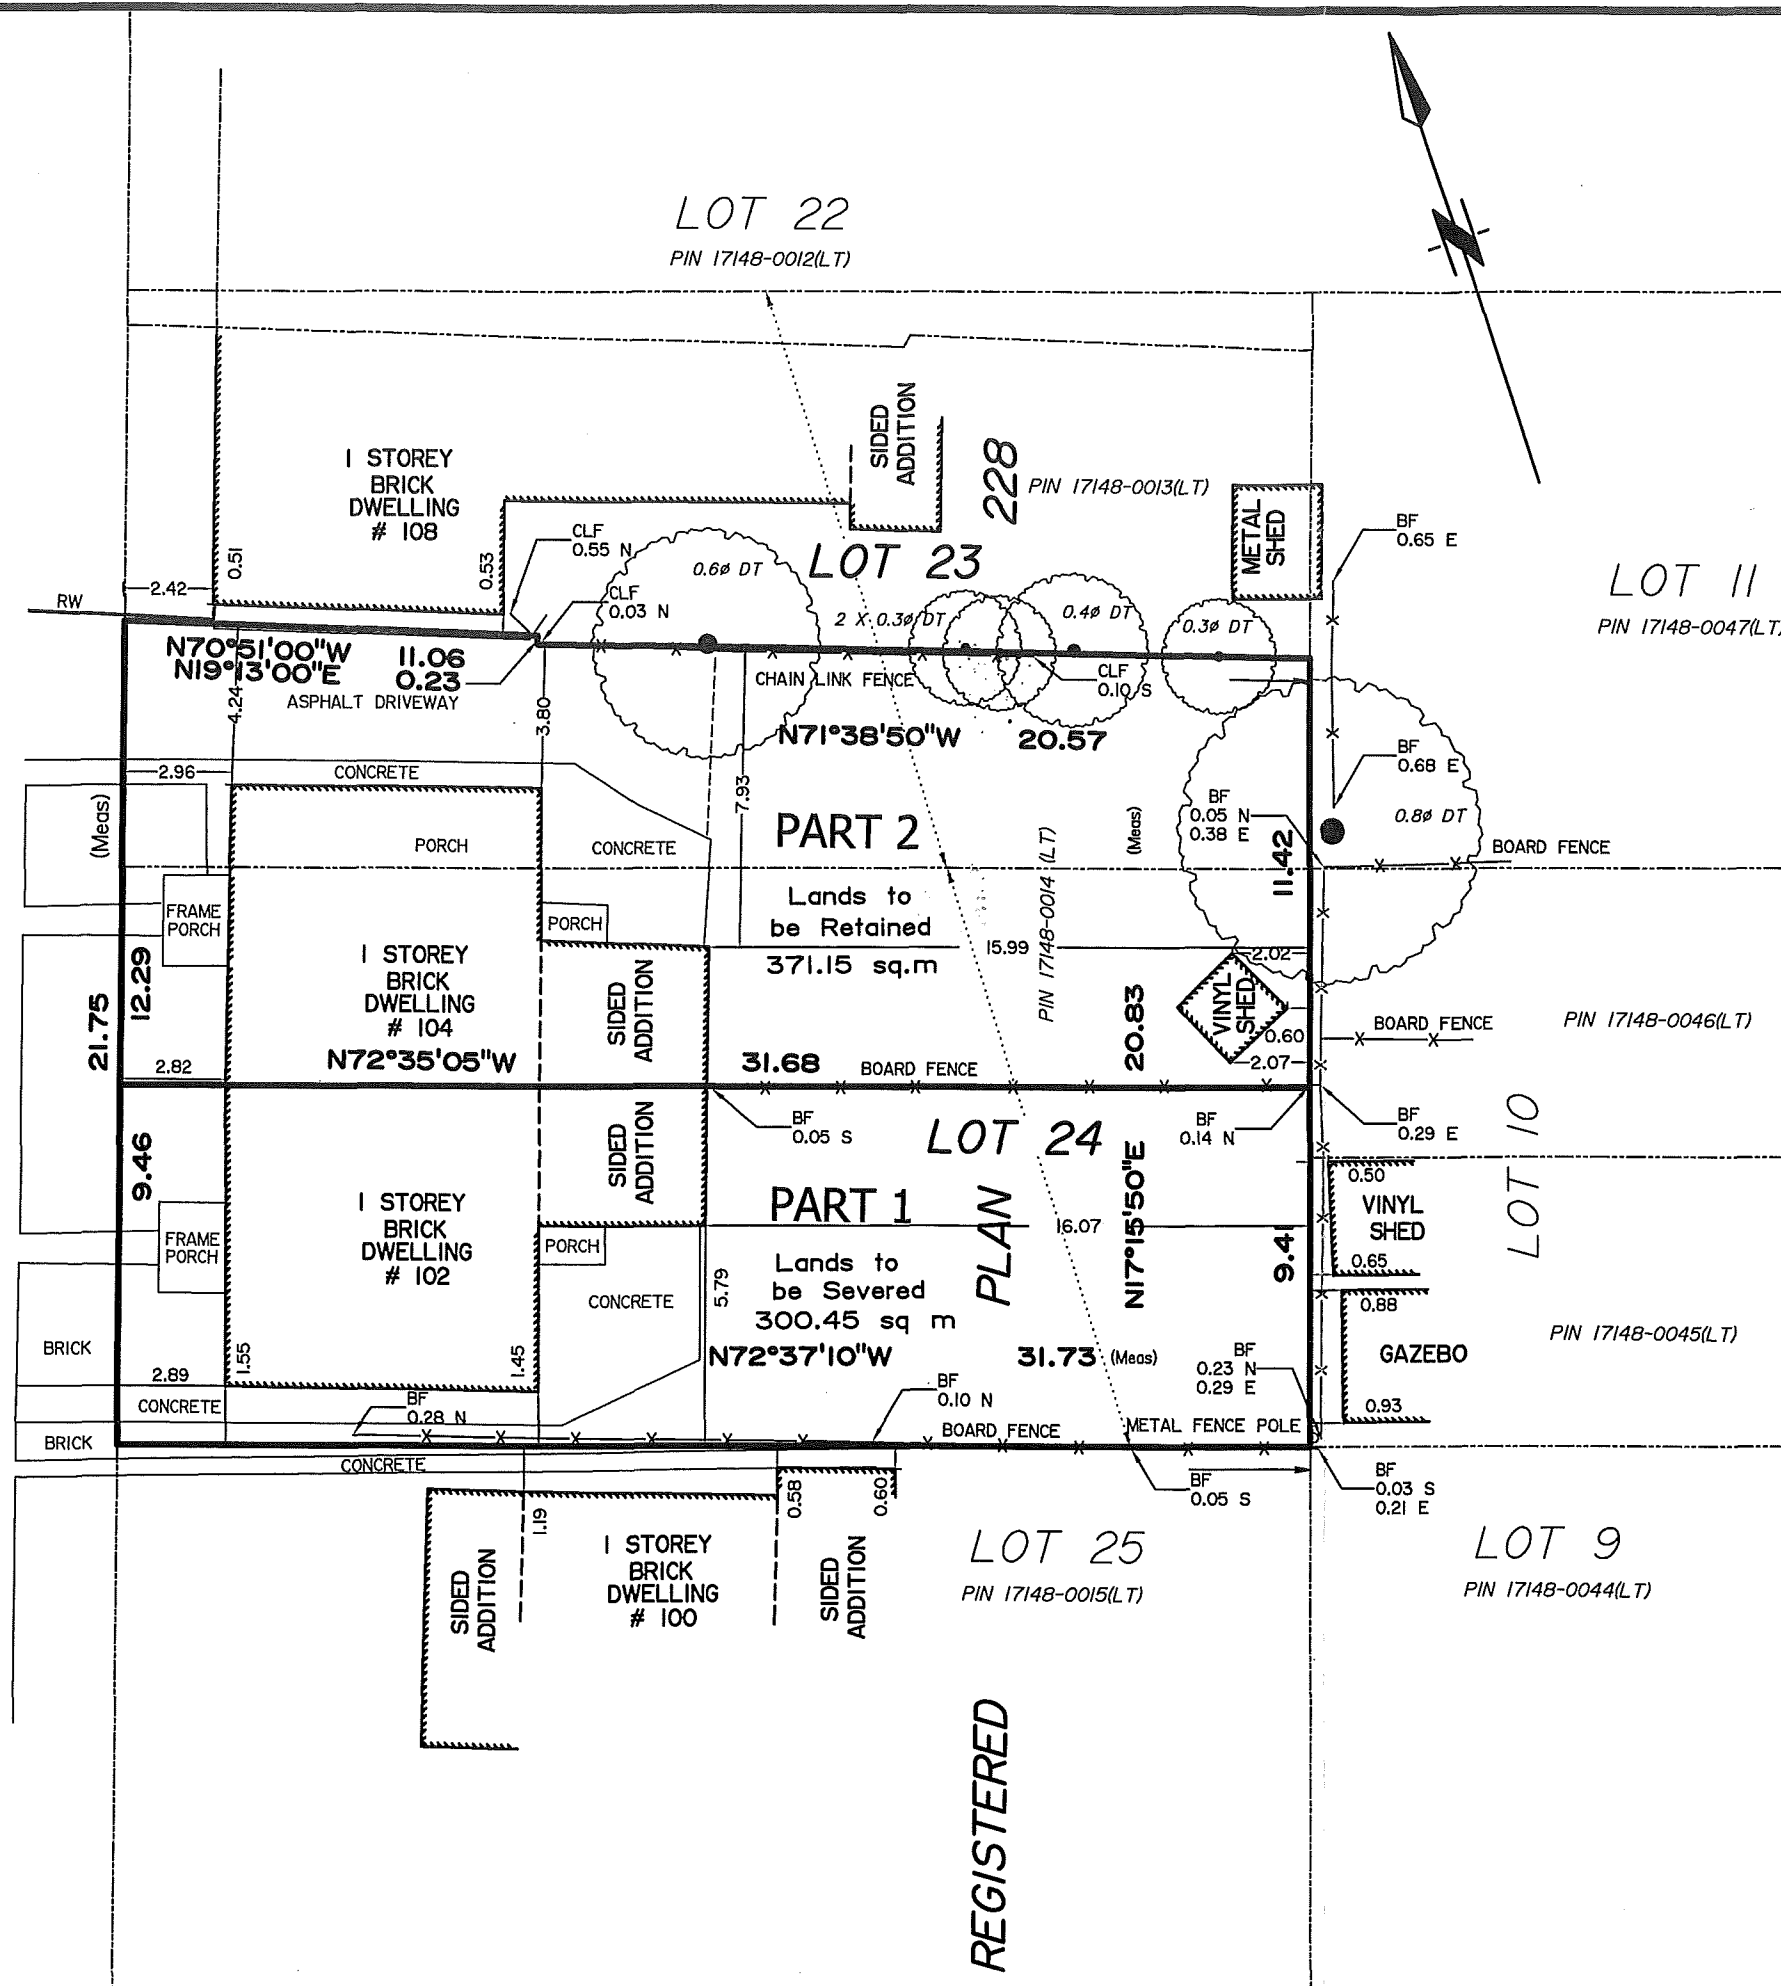 LOT 22
PIN 17148-0012(LT)
SIDED
ADDITION
1 STOREY
BRICK
DWELLING
# 108
228
PIN 17148-0013(LT)
METAL
SHED
BF
0.65 E
CLF
0.55 N
0.51
0.53
0.6ø DT
LOT 23
LOT 11
PIN 17148-0047(LT)
2.42
RW
CLF
0.03 N
2 X 0.3ø DT
0.4ø DT
0.3ø DT
N70°51'00"W
11.06
N19°13'00"E
0.23
ASPHALT DRIVEWAY
4.24
3.80
CHAIN LINK FENCE
CLF
0.10 S
N71°38'50"W
20.57
BF
0.68 E
2.96
CONCRETE
7.93
(Meas)
PORCH
CONCRETE
PART 2
(Meas)
BF
0.05 N
0.38 E
0.8ø DT
BOARD FENCE
11.42
FRAME
PORCH
PORCH
Lands to
be Retained
371.15 sq.m
15.99
PIN 17148-0014 (LT)
2.02
VINYL
SHED
0.60
2.07
BOARD FENCE
PIN 17148-0046(LT)
21.75
12.29
1 STOREY
BRICK
DWELLING
# 104
SIDED
ADDITION
20.83
N72°35'05"W
31.68
BOARD FENCE
2.82
BF
0.05 S
LOT 24
BF
0.14 N
BF
0.29 E
9.46
SIDED
ADDITION
LOT 10
0.50
VINYL
SHED
0.65
1 STOREY
BRICK
DWELLING
# 102
PART 1
PLAN
16.07
N17°15'50"E
9.41
FRAME
PORCH
PORCH
Lands to
be Severed
300.45 sq m
CONCRETE
5.79
0.88
GAZEBO
0.93
PIN 17148-0045(LT)
BRICK
2.89
1.55
1.45
N72°37'10"W
31.73 (Meas)
BF
0.23 N
0.29 E
CONCRETE
BF
0.28 N
BF
0.10 N
BOARD FENCE
METAL FENCE POLE
BRICK
CONCRETE
BF
0.05 S
BF
0.03 S
0.21 E
1.19
0.58
0.60
SIDED
ADDITION
1 STOREY
BRICK
DWELLING
# 100
SIDED
ADDITION
LOT 25
PIN 17148-0015(LT)
LOT 9
PIN 17148-0044(LT)
REGISTERED